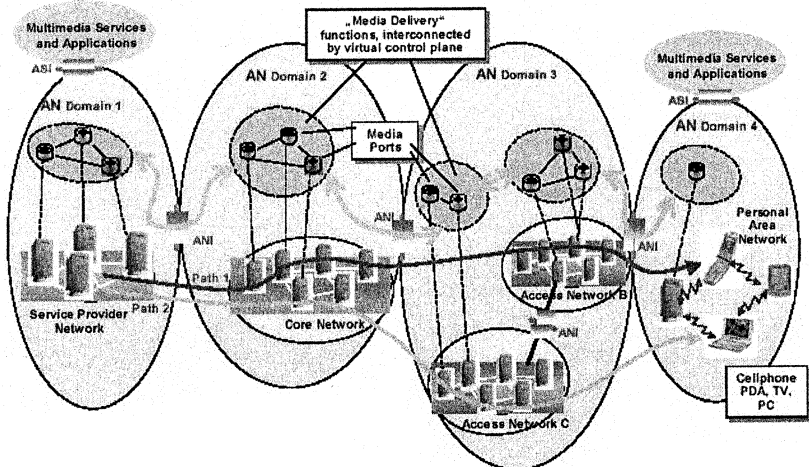 Multimedia Services
and Applications
ASI
AN Domain 1
AN Domain 2
„Media Delivery“
functions, interconnected
by virtual control plane
AN Domain 3
Multimedia Services
and Applications
ASI
AN Domain 4
Media
Ports
ANI
ANI
ANI
Personal
Area
Network
Path 1
Path 2
Service Provider
Network
Core Network
Access Network B
ANI
Access Network C
Cellphone
PDA, TV,
PC